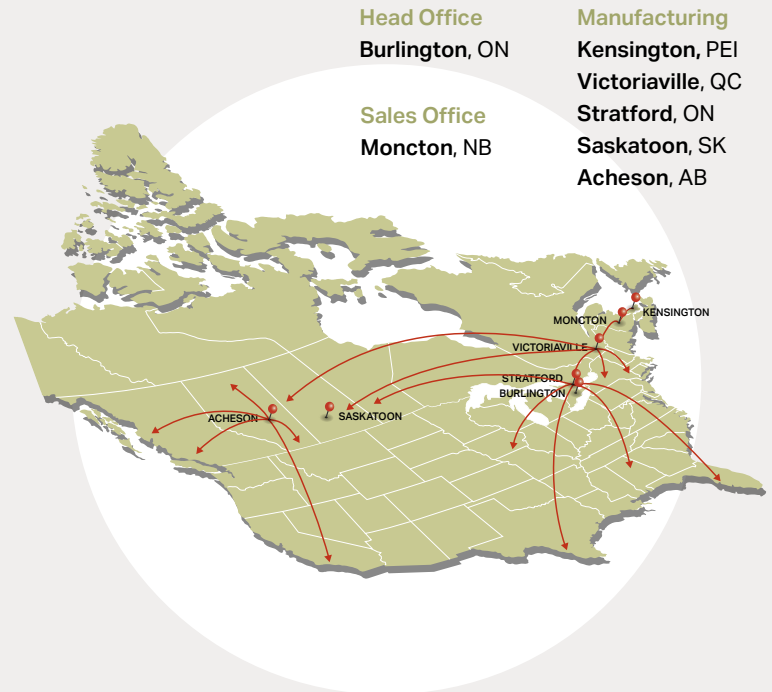 Head Office
Burlington, ON
Sales Office
Moncton, NB
Manufacturing
Kensington, PEI
Victoriaville, QC
Stratford, ON
Saskatoon, SK
Acheson, AB
MONCTON
KENSINGTON
VICTORIAVILLE
STRATFORD
BURLINGTON
ACHESON
SASKATOON